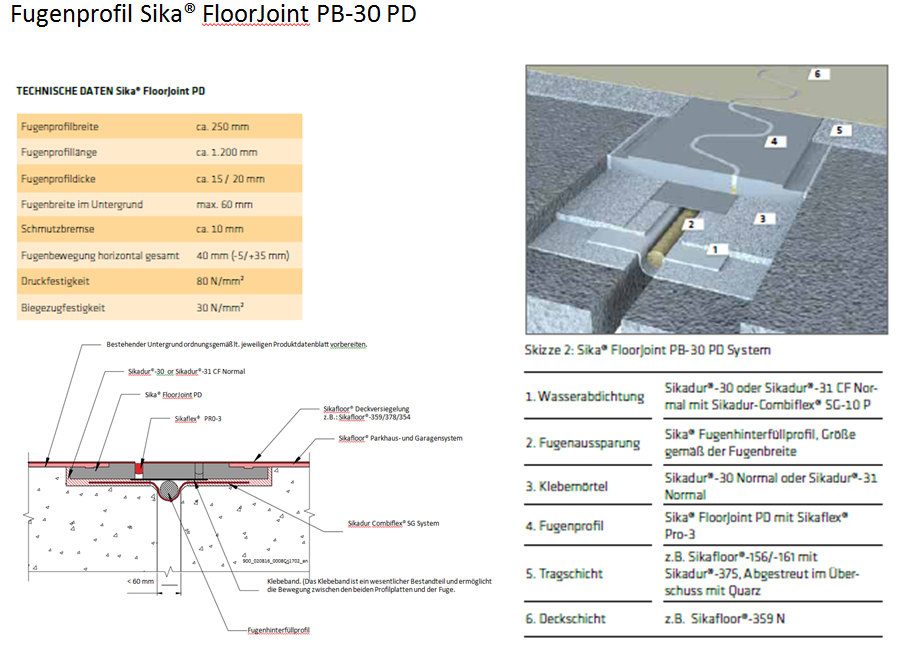 Fugenprofil Sika® FloorJoint PB-30 PD
TECHNISCHE DATEN Sika® FloorJoint PD
Fugenprofilbreite ca. 250 mm
Fugenprofillänge ca. 1.200 mm
Fugenprofildicke ca. 15 / 20 mm
Fugenbreite im Untergrund max. 60 mm
Schmutzbremse ca. 10 mm
Fugenbewegung horizontal gesamt 40 mm (-5/+35 mm)
Druckfestigkeit 80 N/mm²
Biegezugfestigkeit 30 N/mm²
Bestehender Untergrund ordnungsgemäß lt. jeweiligen Produktdatenblatt vorbereiten.
Sikadur®-30 or Sikadur®-31 CF Normal
Sika® FloorJoint PD
Sikaflex® PRO-3
Sikafloor® Deckversiegelung
z.B.: Sikafloor®-359/378/354
Sikafloor® Parkhaus- und Garagensystem
Sikadur Combiflex® SG System
900_020816_00082_j1702_en
< 60 mm
Klebeband. (Das Klebeband ist ein wesentlicher Bestandteil und ermöglicht
die Bewegung zwischen den beiden Profilplatten und der Fuge.
Fugenhinterfüllprofil
6
5
4
3
2
1
Skizze 2: Sika® FloorJoint PB-30 PD System
1. Wasserabdichtung
Sikadur®-30 oder Sikadur®-31 CF Nor-
mal mit Sikadur-Combiflex® SG-10 P
2. Fugenaussparung
Sika® Fugenhinterfüllprofil, Größe
gemäß der Fugenbreite
3. Klebemörtel
Sikadur®-30 Normal oder Sikadur®-31
Normal
4. Fugenprofil
Sika® FloorJoint PD mit Sikaflex®
Pro-3
5. Tragschicht
z.B. Sikafloor®-156/-161 mit
Sikadur®-375, Abgestreut im Über-
schuss mit Quarz
6. Deckschicht
z.B. Sikafloor®-359 N